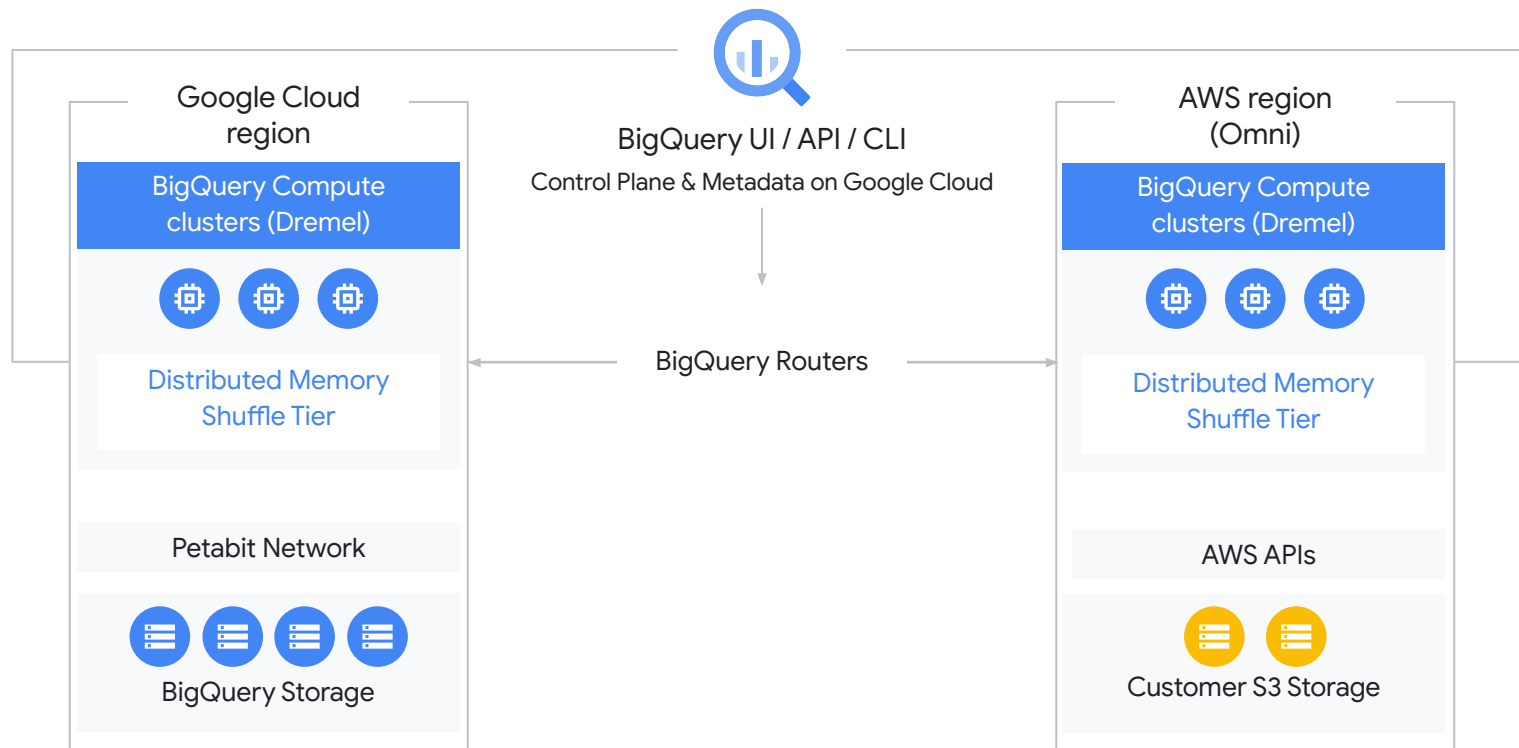 Google Cloud
region
BigQuery Compute
clusters (Dremel)
Distributed Memory
Shuffle Tier
Petabit Network
BigQuery Storage
BigQuery UI / API / CLI
Control Plane & Metadata on Google Cloud
BigQuery Routers
AWS region
(Omni)
BigQuery Compute
clusters (Dremel)
Distributed Memory
Shuffle Tier
AWS APIs
Customer S3 Storage